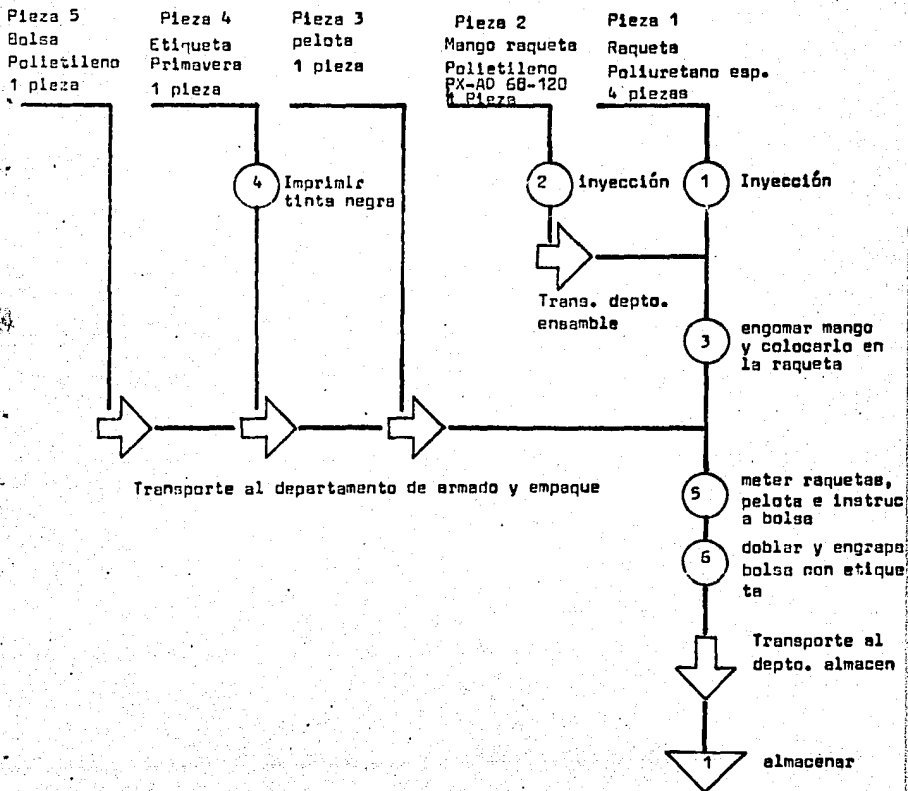 Pieza 5
Bolsa
Polietileno
1 pieza
Pieza 4
Etiqueta
Primavera
1 pieza
Pieza 3
pelota
1 pieza
Pieza 2
Mango raqueta
Polietileno
PX-AD 68-120
Pieza
Pieza 1
Raqueta
Poliuretano esp.
4 piezas
4
Imprimir
tinta negra
2
inyección
1
Inyección
Trans. depto.
ensamble
3
engomar mango
y colocarlo en
la raqueta
Transporte al departamento de armado y empaque
5
meter raquetas,
pelota e instruc
a bolsa
6
doblar y engrapa
bolsa non etique
ta
Transporte al
depto. almacen
1
almacenar